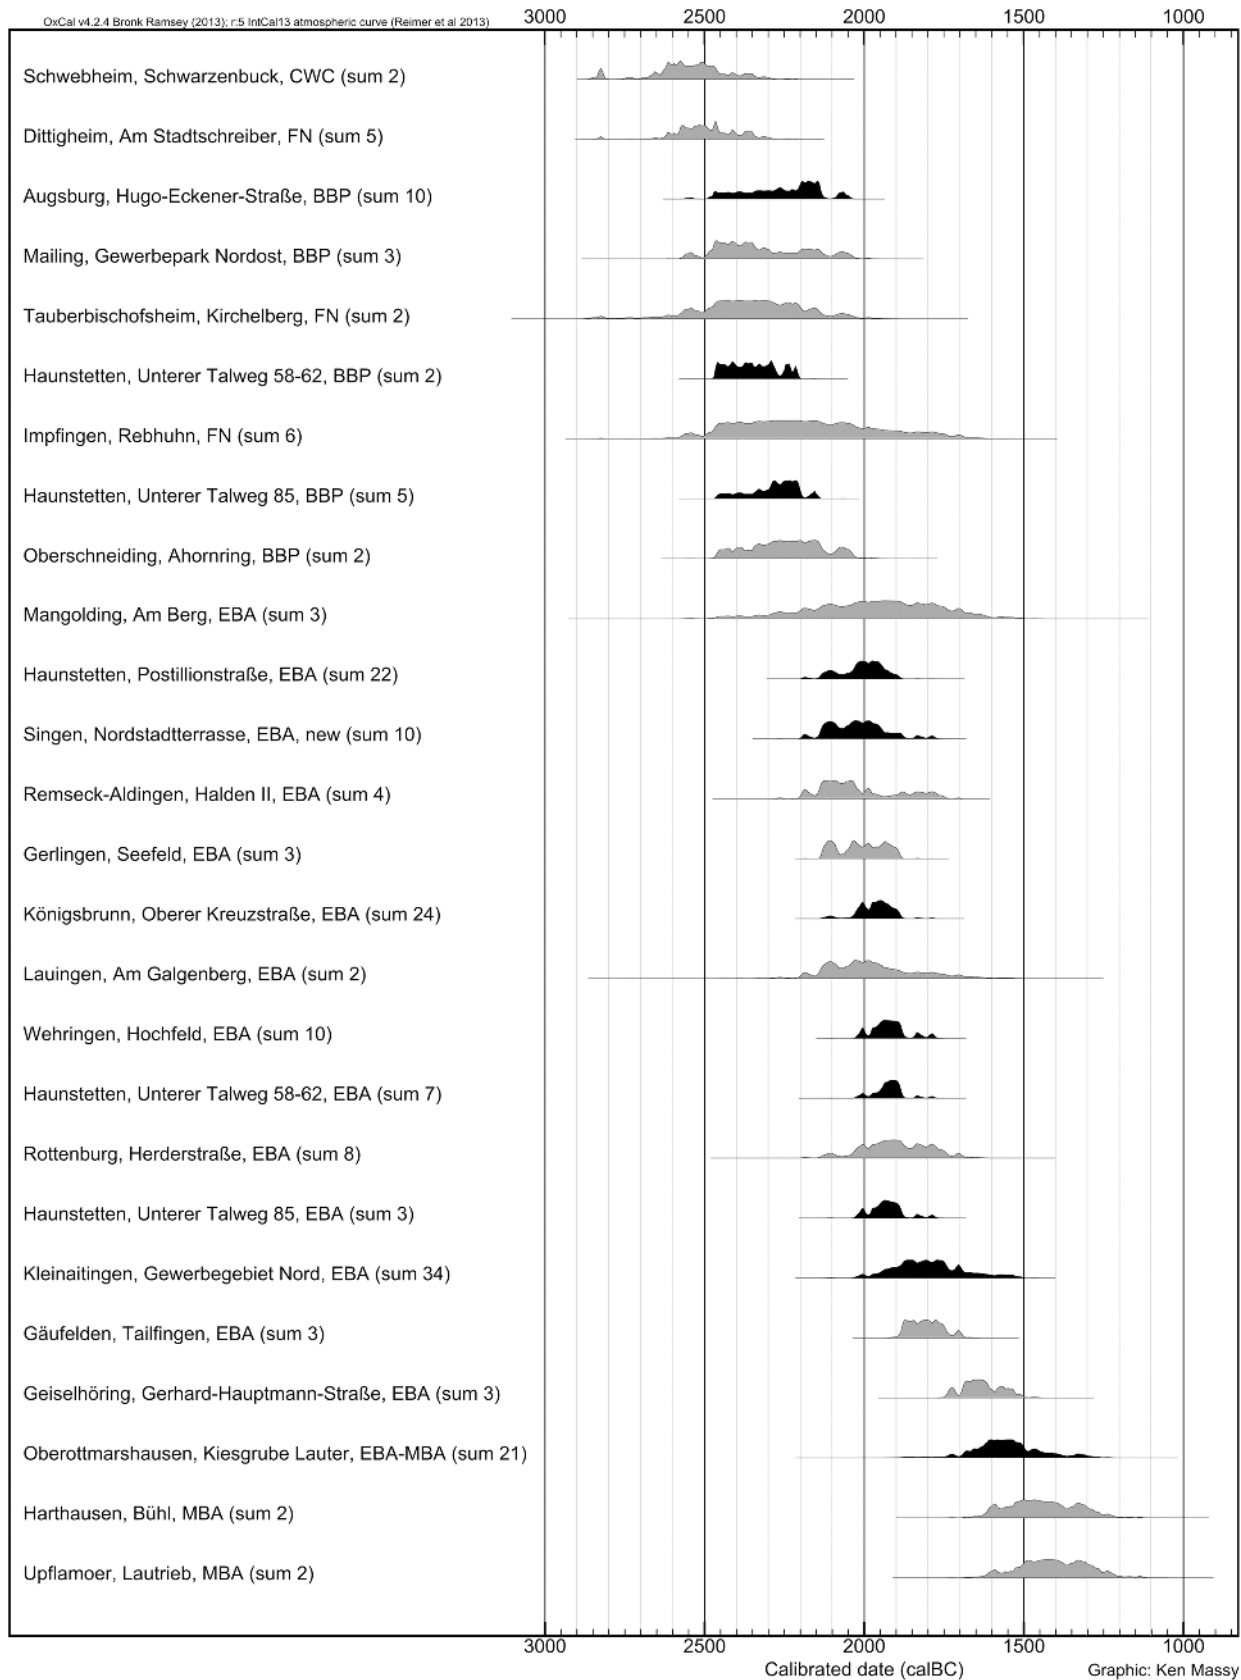 OxCal v4.2.4 Bronk Ramsey (2013); r:5 IntCal13 atmospheric curve (Reimer et al 2013)
3000 2500 2000 1500 1000
Schwebheim, Schwarzenbuck, CWC (sum 2)
Dittigheim, Am Stadtschreiber, FN (sum 5)
Augsburg, Hugo-Eckener-Straße, BBP (sum 10)
Mailing, Gewerbepark Nordost, BBP (sum 3)
Tauberbischofsheim, Kirchelberg, FN (sum 2)
Haunstetten, Unterer Talweg 58-62, BBP (sum 2)
Impfingen, Rebhuhn, FN (sum 6)
Haunstetten, Unterer Talweg 85, BBP (sum 5)
Oberschneiding, Ahornring, BBP (sum 2)
Mangolding, Am Berg, EBA (sum 3)
Haunstetten, Postillionstraße, EBA (sum 22)
Singen, Nordstadtterrasse, EBA, new (sum 10)
Remseck-Aldingen, Halden II, EBA (sum 4)
Gerlingen, Seefeld, EBA (sum 3)
Königsbrunn, Oberer Kreuzstraße, EBA (sum 24)
Lauingen, Am Galgenberg, EBA (sum 2)
Wehringen, Hochfeld, EBA (sum 10)
Haunstetten, Unterer Talweg 58-62, EBA (sum 7)
Rottenburg, Herderstraße, EBA (sum 8)
Haunstetten, Unterer Talweg 85, EBA (sum 3)
Kleinaitingen, Gewerbegebiet Nord, EBA (sum 34)
Gäufelden, Tailfingen, EBA (sum 3)
Geiselhöring, Gerhard-Hauptmann-Straße, EBA (sum 3)
Oberottmarshausen, Kiesgrube Lauter, EBA-MBA (sum 21)
Harthausen, Bühl, MBA (sum 2)
Upflamoer, Lautrieb, MBA (sum 2)
3000 2500 2000 1500 1000
Calibrated date (calBC)
Graphic: Ken Massy